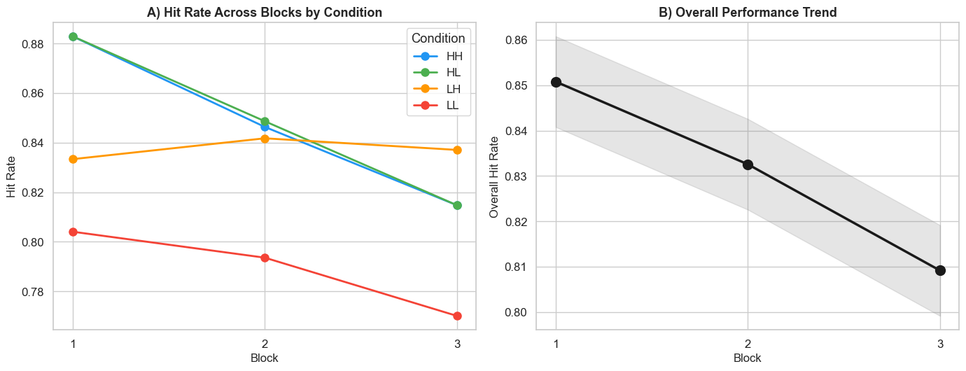 A) Hit Rate Across Blocks by Condition
Hit Rate
0.88
0.86
0.84
0.82
0.80
0.78
1
2
3
Block
Condition
HH
HL
LH
LL
B) Overall Performance Trend
Overall Hit Rate
0.86
0.85
0.84
0.83
0.82
0.81
0.80
1
2
3
Block